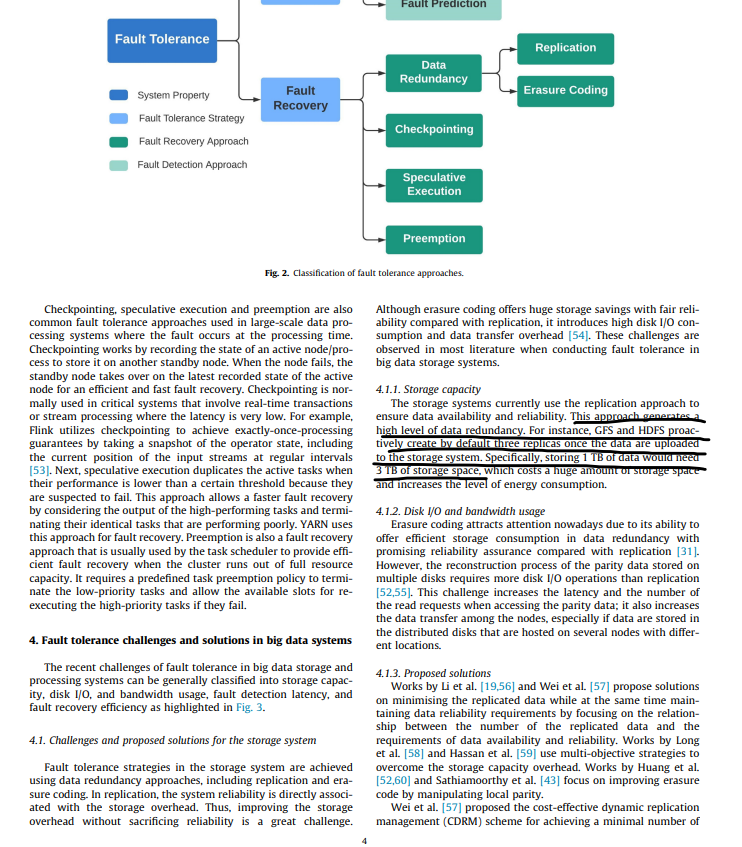 Fault Prediction
Fault Tolerance
Replication
Data
Redundancy
Fault
Recovery
Erasure Coding
System Property
Fault Tolerance Strategy
Checkpointing
Fault Recovery Approach
Fault Detection Approach
Speculative
Execution
Preemption
Fig. 2. Classification of fault tolerance approaches.
Checkpointing, speculative execution and preemption are also
common fault tolerance approaches used in large-scale data pro-
cessing systems where the fault occurs at the processing time.
Checkpointing works by recording the state of an active node/pro-
cess to store it on another standby node. When the node fails, the
standby node takes over on the latest recorded state of the active
node for an efficient and fast fault recovery. Checkpointing is nor-
mally used in critical systems that involve real-time transactions
or stream processing where the latency is very low. For example,
Flink utilizes checkpointing to achieve exactly-once-processing
guarantees by taking a snapshot of the operator state, including
the current position of the input streams at regular intervals
[53]. Next, speculative execution duplicates the active tasks when
their performance is lower than a certain threshold because they
are suspected to fail. This approach allows a faster fault recovery
by considering the output of the high-performing tasks and termi-
nating their identical tasks that are performing poorly. YARN uses
this approach for fault recovery. Preemption is also a fault recovery
approach that is usually used by the task scheduler to provide effi-
cient fault recovery when the cluster runs out of full resource
capacity. It requires a predefined task preemption policy to termi-
nate the low-priority tasks and allow the available slots for re-
executing the high-priority tasks if they fail.
4. Fault tolerance challenges and solutions in big data systems
The recent challenges of fault tolerance in big data storage and
processing systems can be generally classified into storage capac-
ity, disk I/O, and bandwidth usage, fault detection latency, and
fault recovery efficiency as highlighted in Fig. 3.
4.1. Challenges and proposed solutions for the storage system
Fault tolerance strategies in the storage system are achieved
using data redundancy approaches, including replication and era-
sure coding. In replication, the system reliability is directly associ-
ated with the storage overhead. Thus, improving the storage
overhead without sacrificing reliability is a great challenge.
Although erasure coding offers huge storage savings with fair reli-
ability compared with replication, it introduces high disk I/O con-
sumption and data transfer overhead [54]. These challenges are
observed in most literature when conducting fault tolerance in
big data storage systems.
4.1.1. Storage capacity
The storage systems currently use the replication approach to
ensure data availability and reliability. This approach generates a
high level of data redundancy. For instance, GFS and HDFS proac-
tively create by default three replicas once the data are uploaded
to the storage system. Specifically, storing 1 TB of data would need
3 TB of storage space, which costs a huge amount of storage space
and increases the level of energy consumption.
4.1.2. Disk I/O and bandwidth usage
Erasure coding attracts attention nowadays due to its ability to
offer efficient storage consumption in data redundancy with
promising reliability assurance compared with replication [31].
However, the reconstruction process of the parity data stored on
multiple disks requires more disk I/O operations than replication
[52,55]. This challenge increases the latency and the number of
the read requests when accessing the parity data; it also increases
the data transfer among the nodes, especially if data are stored in
the distributed disks that are hosted on several nodes with differ-
ent locations.
4.1.3. Proposed solutions
Works by Li et al. [19,56] and Wei et al. [57] propose solutions
on minimising the replicated data while at the same time main-
taining data reliability requirements by focusing on the relation-
ship between the number of the replicated data and the
requirements of data availability and reliability. Works by Long
et al. [58] and Hassan et al. [59] use multi-objective strategies to
overcome the storage capacity overhead. Works by Huang et al.
[52,60] and Sathiamoorthy et al. [43] focus on improving erasure
code by manipulating local parity.
Wei et al. [57] proposed the cost-effective dynamic replication
management (CDRM) scheme for achieving a minimal number of
4